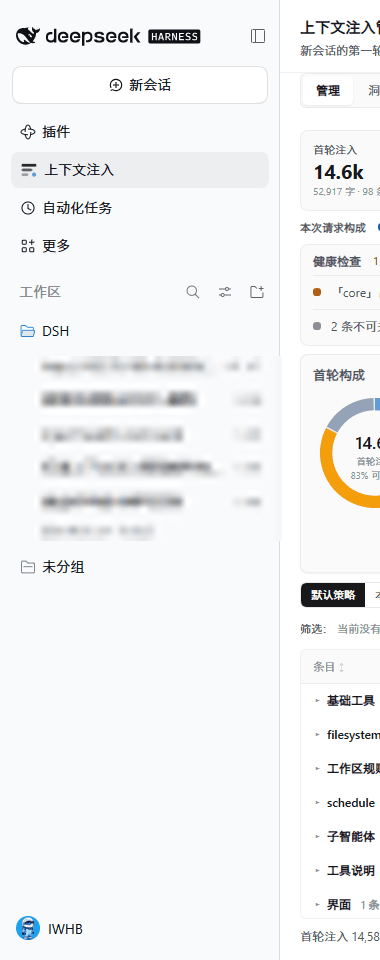 deepseek HARNESS
新会话
插件
上下文注入
自动化任务
更多
工作区
DSH
未分组
IWHB
上下文注入管
新会话的第一轮
管理
首轮注入
14.6k
52,917 字 · 98 条
本次请求构成
健康检查 1
「core」
2 条不可
首轮构成
14.6
首轮注
83% 可
默认策略
筛选: 当前没有
条目
基础工具
filesystem
工作区规
schedule
子智能体
工具说明
界面 1 条
首轮注入 14,58